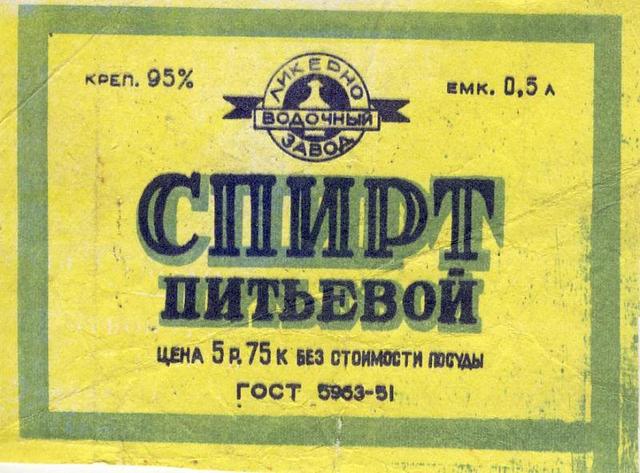 КРЕП. 95%
ЕМК. 0,5 Л
ЛИКЕРНО
ВОДОЧНЫЙ
ЗАВОД
СПИРТ
ПИТЬЕВОЙ
ЦЕНА 5 Р. 75 К БЕЗ СТОИМОСТИ ПОСУДЫ
ГОСТ 5963-51